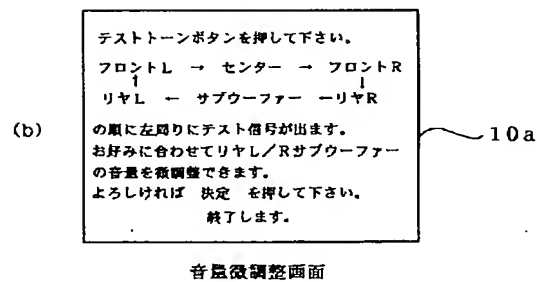 テストトーンボタンを押して下さい。
フロントL → センター → フロントR
↑ ↓
リヤL ← サブウーファー ←リヤR
(b)
の順に左回りにテスト信号が出ます。
10a
お好みに合わせてリヤL/Rサブウーファー
の音量を微調整できます。
よろしければ 決定 を押して下さい。
終了します。
音量微調整画面